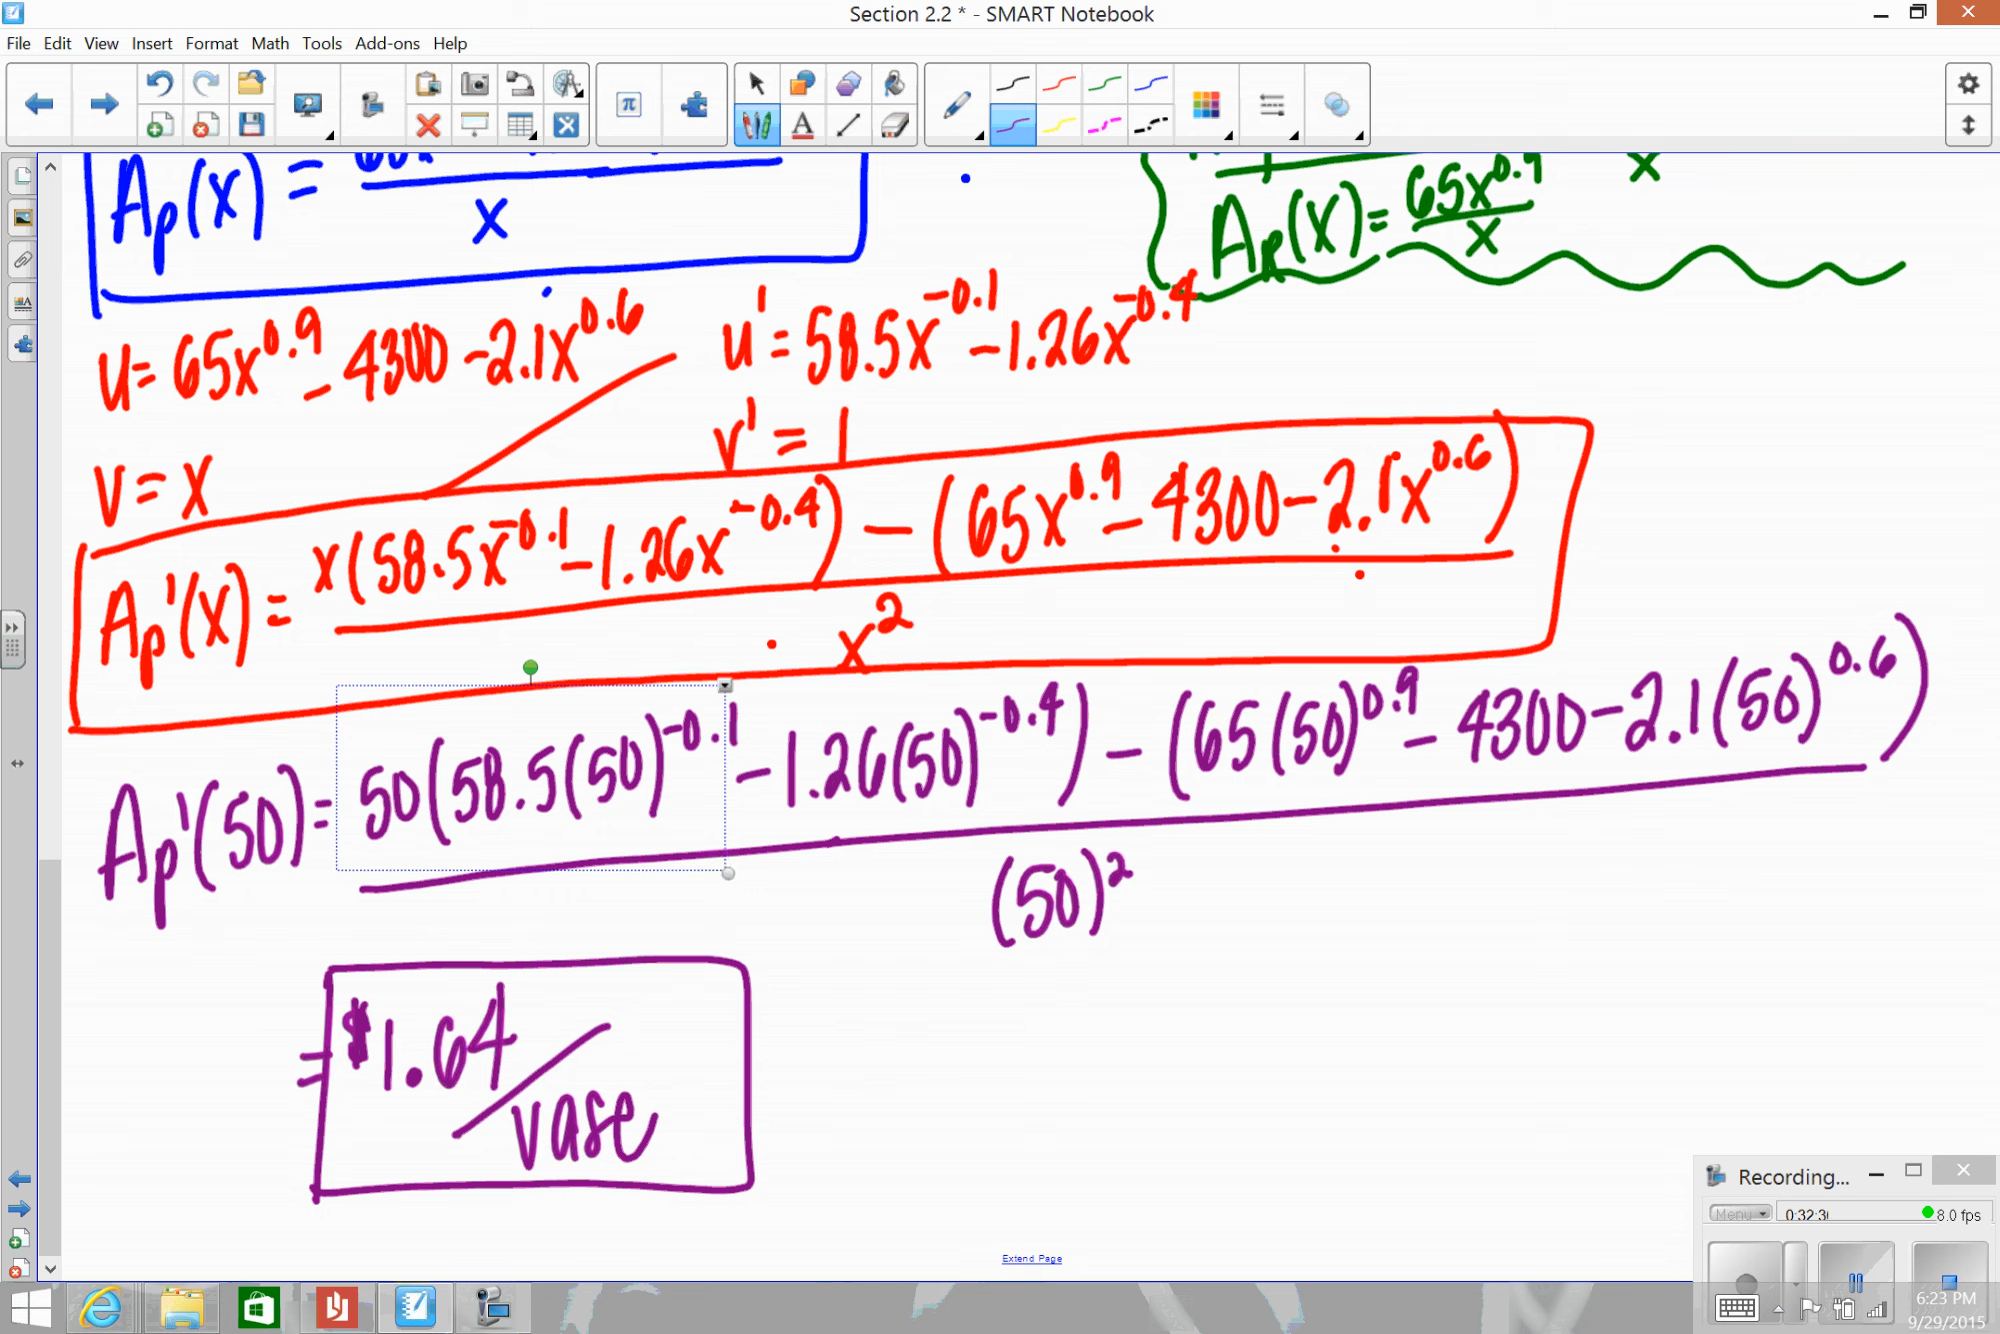 Section 2.2 * - SMART Notebook
File Edit View Insert Format Math Tools Add-ons Help
Ap(x) =
x
x
Ap(x) = 65x^0.9
x
u = 65x^0.9 - 4300 - 2.1x^0.6
u' = 58.5x^-0.1 - 1.26x^-0.4
v = x
v' = 1
Ap'(x) = x(58.5x^-0.1 - 1.26x^-0.4) - (65x^0.9 - 4300 - 2.1x^0.6)
x^2
Ap'(50) = 50(58.5(50)^-0.1 - 1.26(50)^-0.4) - (65(50)^0.9 - 4300 - 2.1(50)^0.6)
(50)^2
= $1.64/vase
Extend Page
Recording...
Menu
8.0 fps
6:23 PM
9/29/2015